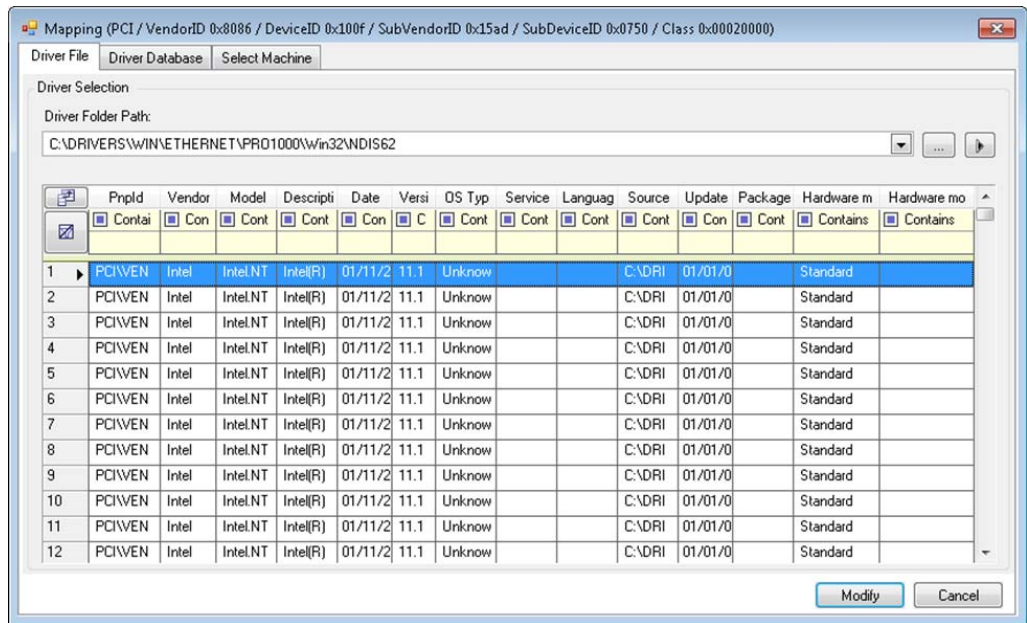 Mapping (PCI / VendorID 0x8086 / DeviceID 0x100f / SubVendorID 0x15ad / SubDeviceID 0x0750 / Class 0x00020000)
Driver File Driver Database Select Machine
Driver Selection
Driver Folder Path:
C:\DRIVERS\WIN\ETHERNET\PRO1000\Win32\NDIS62 ...
PnpId Vendor Model Descripti Date Versi OS Typ Service Languag Source Update Package Hardware m Hardware mo
Contai Con Cont Cont Con C Cont Cont Cont Cont Con Cont Contains Contains
1 PCI\VEN Intel Intel.NT Intel(R) 01/11/2 11.1 Unknow C:\DRI 01/01/0 Standard
2 PCI\VEN Intel Intel.NT Intel(R) 01/11/2 11.1 Unknow C:\DRI 01/01/0 Standard
3 PCI\VEN Intel Intel.NT Intel(R) 01/11/2 11.1 Unknow C:\DRI 01/01/0 Standard
4 PCI\VEN Intel Intel.NT Intel(R) 01/11/2 11.1 Unknow C:\DRI 01/01/0 Standard
5 PCI\VEN Intel Intel.NT Intel(R) 01/11/2 11.1 Unknow C:\DRI 01/01/0 Standard
6 PCI\VEN Intel Intel.NT Intel(R) 01/11/2 11.1 Unknow C:\DRI 01/01/0 Standard
7 PCI\VEN Intel Intel.NT Intel(R) 01/11/2 11.1 Unknow C:\DRI 01/01/0 Standard
8 PCI\VEN Intel Intel.NT Intel(R) 01/11/2 11.1 Unknow C:\DRI 01/01/0 Standard
9 PCI\VEN Intel Intel.NT Intel(R) 01/11/2 11.1 Unknow C:\DRI 01/01/0 Standard
10 PCI\VEN Intel Intel.NT Intel(R) 01/11/2 11.1 Unknow C:\DRI 01/01/0 Standard
11 PCI\VEN Intel Intel.NT Intel(R) 01/11/2 11.1 Unknow C:\DRI 01/01/0 Standard
12 PCI\VEN Intel Intel.NT Intel(R) 01/11/2 11.1 Unknow C:\DRI 01/01/0 Standard
Modify Cancel